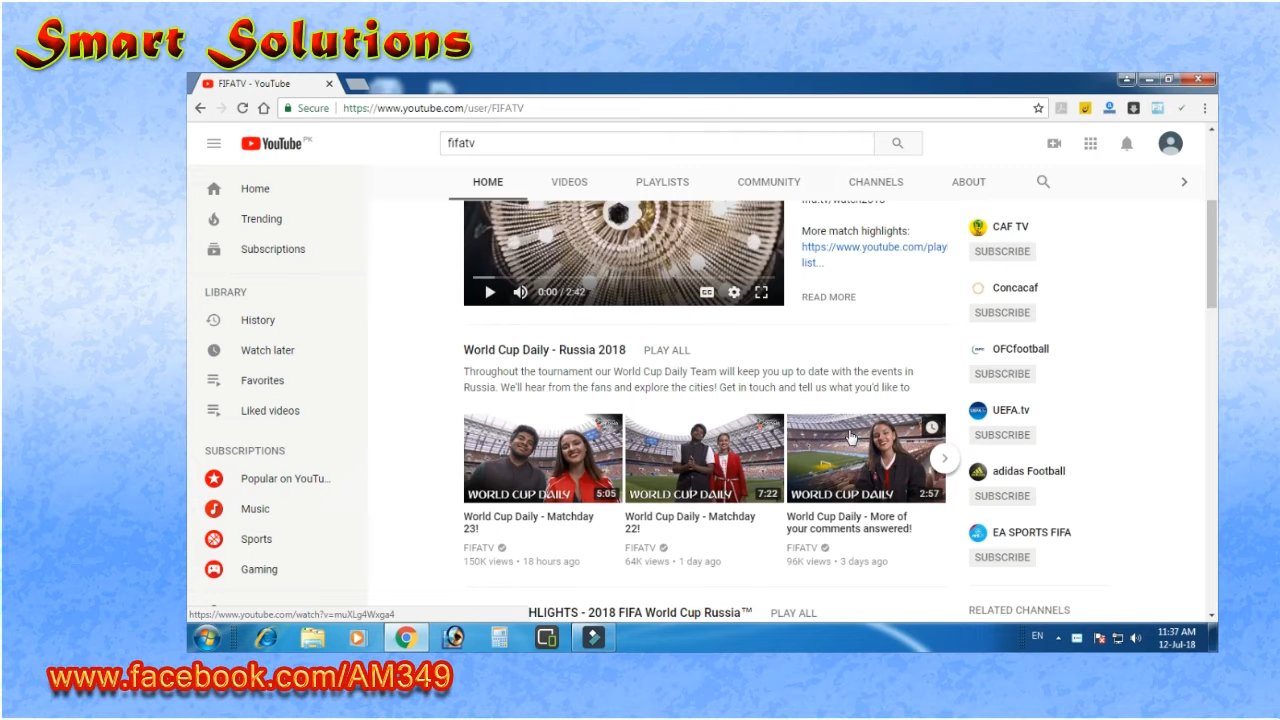 Smart Solutions
FIFATV - YouTube
Secure
https://www.youtube.com/user/FIFATV
YouTube PK
fifatv
HOME
VIDEOS
PLAYLISTS
COMMUNITY
CHANNELS
ABOUT
Home
Trending
Subscriptions
LIBRARY
History
Watch later
Favorites
Liked videos
SUBSCRIPTIONS
Popular on YouTu...
Music
Sports
Gaming
0:00 / 2:42
CC
More match highlights:
https://www.youtube.com/play
list...
READ MORE
World Cup Daily - Russia 2018 PLAY ALL
Throughout the tournament our World Cup Daily Team will keep you up to date with the events in
Russia. We'll hear from the fans and explore the cities! Get in touch and tell us what you'd like to
WORLD CUP DAILY
5:05
World Cup Daily - Matchday
23!
FIFATV
150K views • 18 hours ago
WORLD CUP DAILY
7:22
World Cup Daily - Matchday
22!
FIFATV
64K views • 1 day ago
WORLD CUP DAILY
2:57
World Cup Daily - More of
your comments answered!
FIFATV
96K views • 3 days ago
HLIGHTS - 2018 FIFA World Cup Russia™ PLAY ALL
CAF TV
SUBSCRIBE
Concacaf
SUBSCRIBE
OFCfootball
SUBSCRIBE
UEFA.tv
SUBSCRIBE
adidas Football
SUBSCRIBE
EA SPORTS FIFA
SUBSCRIBE
RELATED CHANNELS
https://www.youtube.com/watch?v=muXLg4Wxga4
EN
11:37 AM
12-Jul-18
www.facebook.com/AM349